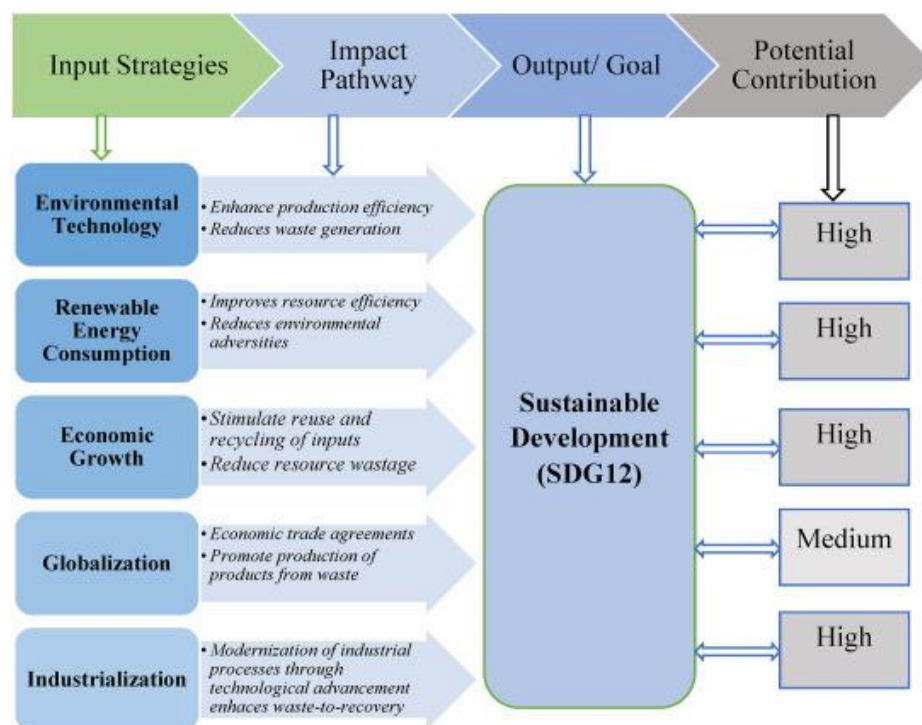 Input Strategies
Impact
Pathway
Output/ Goal
Potential
Contribution
Environmental
Technology
• Enhance production efficiency
• Reduces waste generation
High
Renewable
Energy
Consumption
• Improves resource efficiency
• Reduces environmental
adversities
High
Economic
Growth
• Stimulate reuse and
recycling of inputs
• Reduce resource wastage
Sustainable
Development
(SDG12)
High
Globalization
• Economic trade agreements
• Promote production of
products from waste
Medium
Industrialization
• Modernization of industrial
processes through
technological advancement
enhaces waste-to-recovery
High